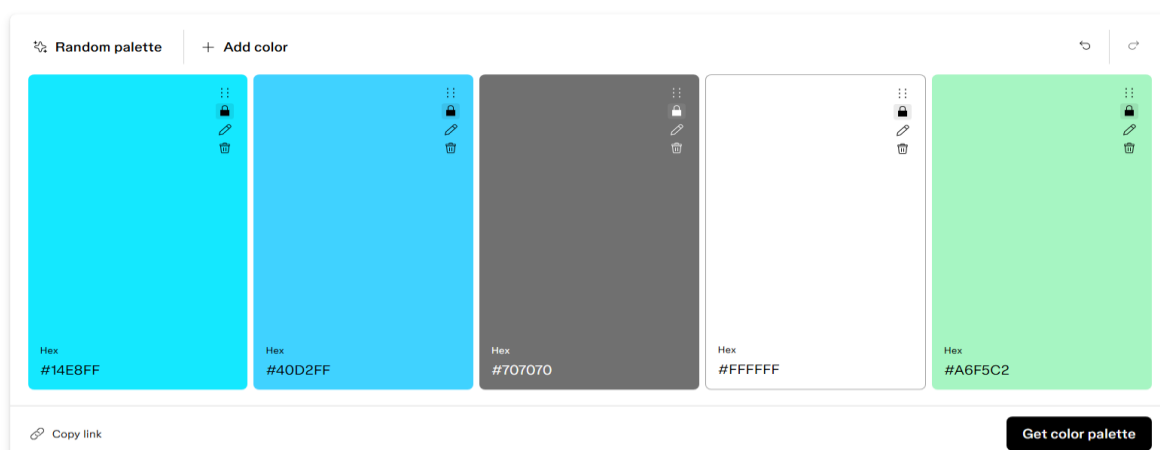 Random palette
Add color
Hex
#14E8FF
Hex
#40D2FF
Hex
#707070
Hex
#FFFFFF
Hex
#A6F5C2
Copy link
Get color palette